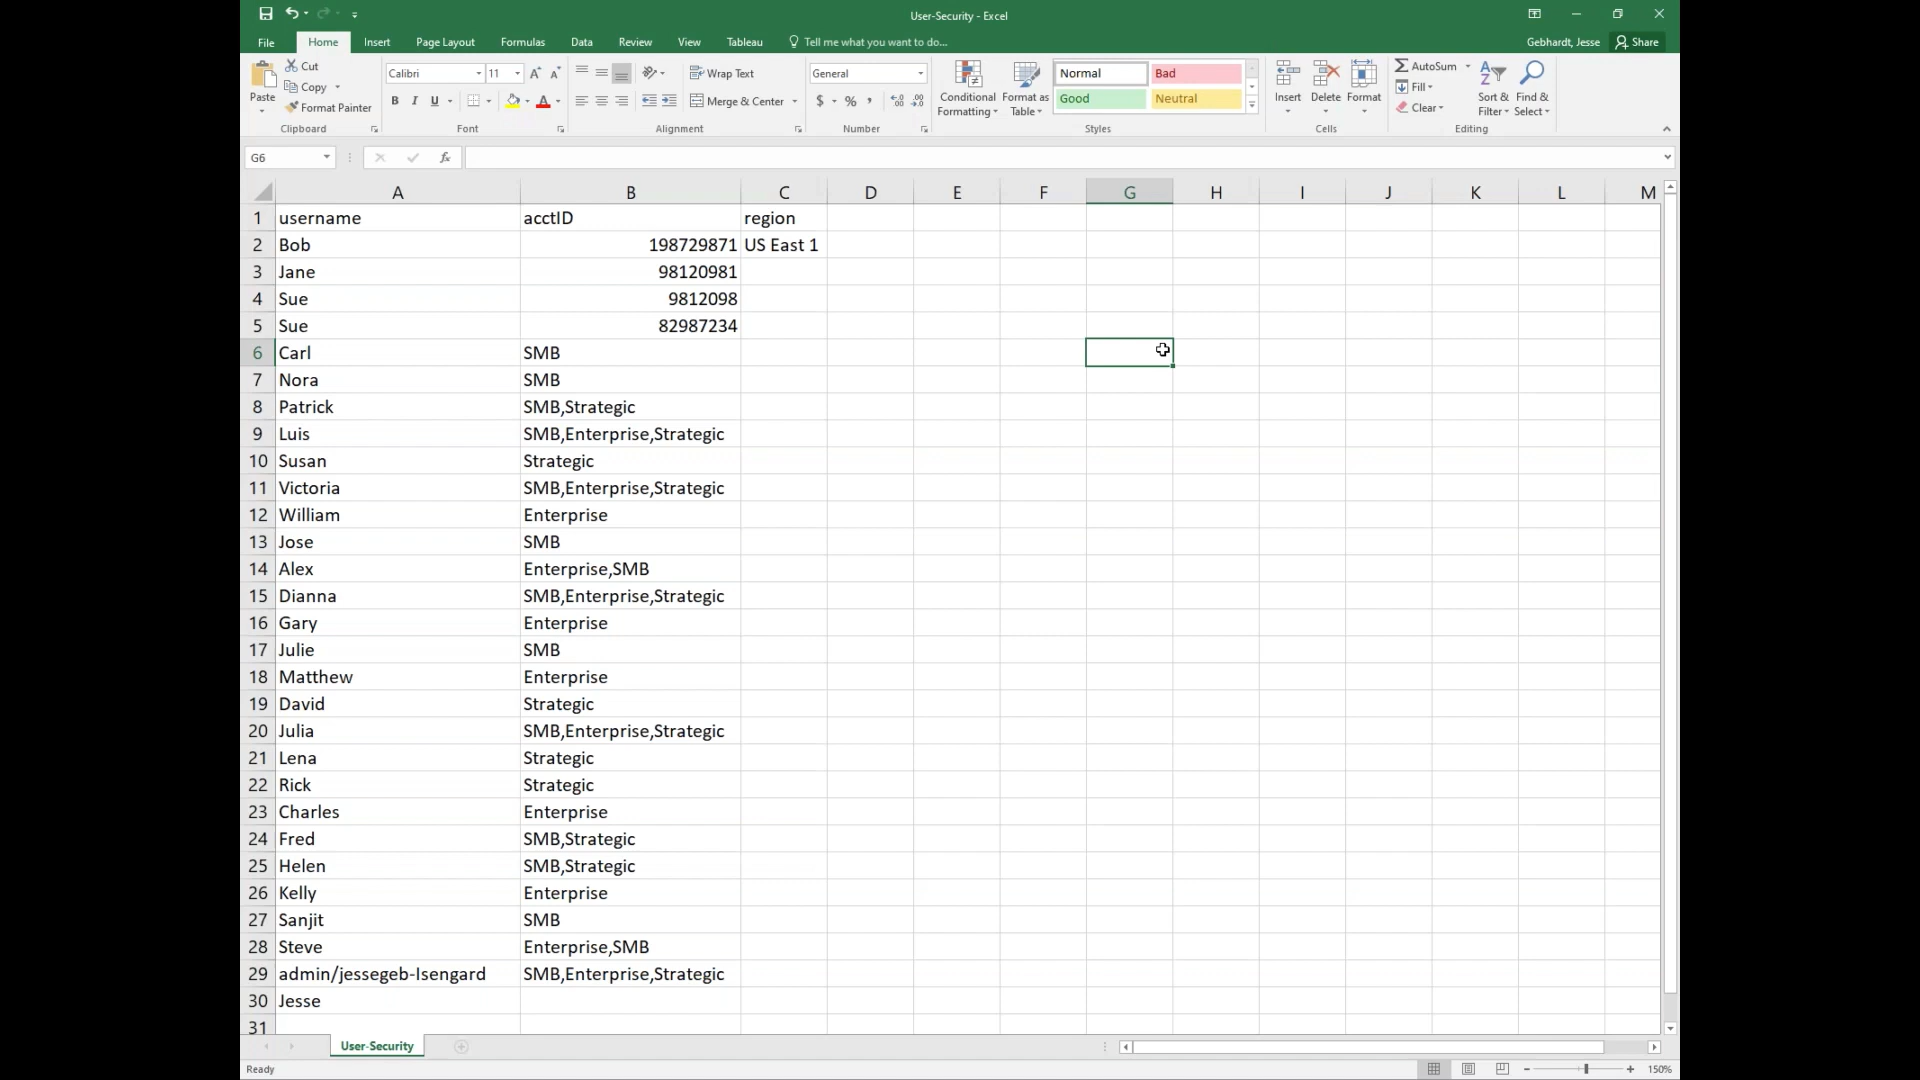 User-Security - Excel
File Home Insert Page Layout Formulas Data Review View Tableau Tell me what you want to do... Gebhardt, Jesse Share
Paste Cut Copy Format Painter Clipboard
Calibri 11 A A B I U A Font
Wrap Text Merge & Center Alignment
General $ % , Number
Conditional Formatting Format as Table Normal Bad Good Neutral Styles
Insert Delete Format Cells
AutoSum Fill Clear Sort & Filter Find & Select Editing
G6 fx
A B C D E F G H I J K L M
1 username acctID region
2 Bob 198729871 US East 1
3 Jane 98120981
4 Sue 9812098
5 Sue 82987234
6 Carl SMB
7 Nora SMB
8 Patrick SMB,Strategic
9 Luis SMB,Enterprise,Strategic
10 Susan Strategic
11 Victoria SMB,Enterprise,Strategic
12 William Enterprise
13 Jose SMB
14 Alex Enterprise,SMB
15 Dianna SMB,Enterprise,Strategic
16 Gary Enterprise
17 Julie SMB
18 Matthew Enterprise
19 David Strategic
20 Julia SMB,Enterprise,Strategic
21 Lena Strategic
22 Rick Strategic
23 Charles Enterprise
24 Fred SMB,Strategic
25 Helen SMB,Strategic
26 Kelly Enterprise
27 Sanjit SMB
28 Steve Enterprise,SMB
29 admin/jessegeb-Isengard SMB,Enterprise,Strategic
30 Jesse
31
User-Security
Ready 150%